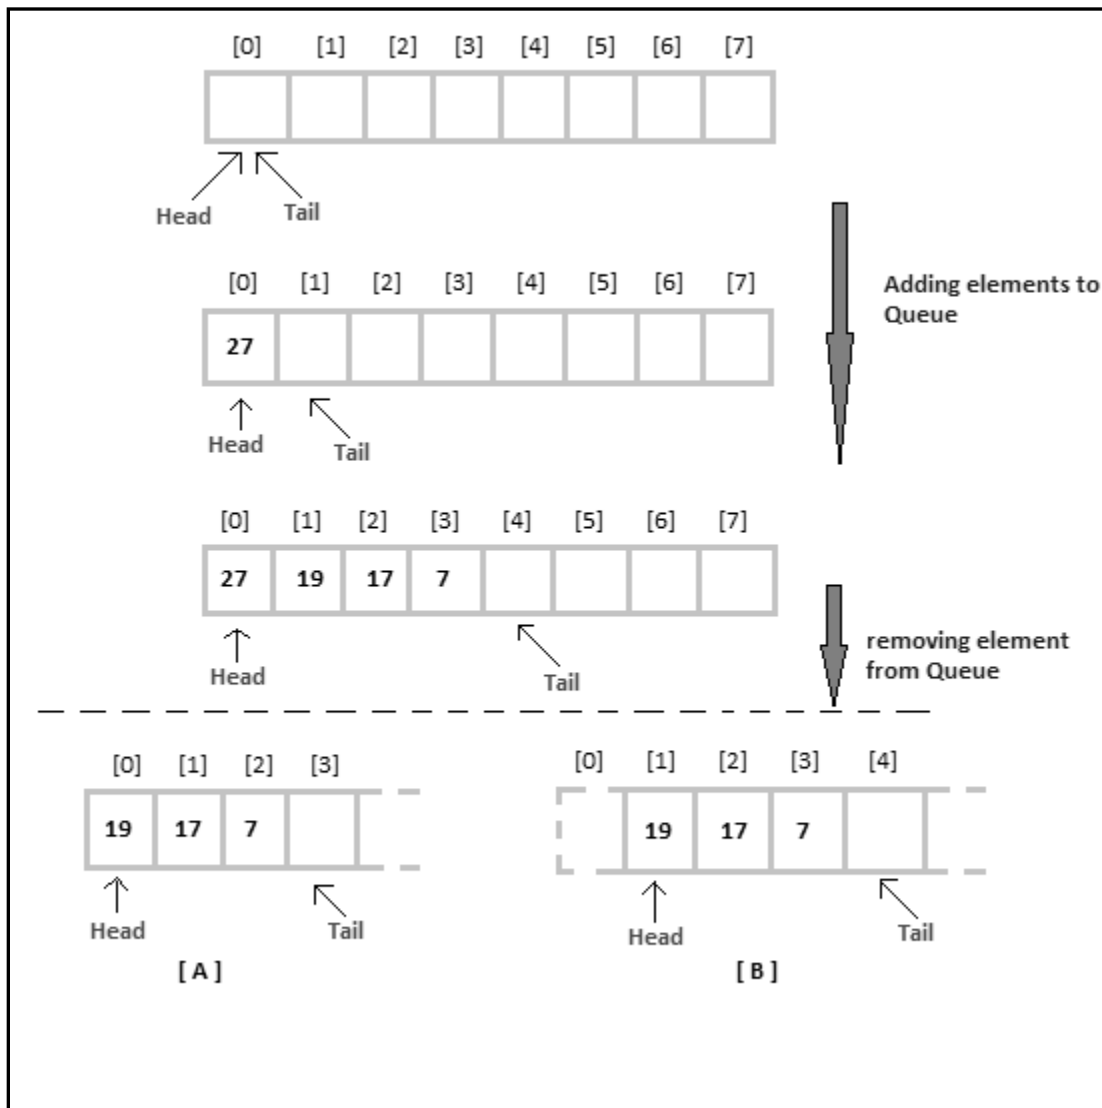 [0] [1] [2] [3] [4] [5] [6] [7]
Head Tail
[0] [1] [2] [3] [4] [5] [6] [7]
Adding elements to
Queue
27
Head Tail
[0] [1] [2] [3] [4] [5] [6] [7]
27 19 17 7
Head Tail
removing element
from Queue
[0] [1] [2] [3]
19 17 7
Head Tail
[ A ]
[0] [1] [2] [3] [4]
19 17 7
Head Tail
[ B ]